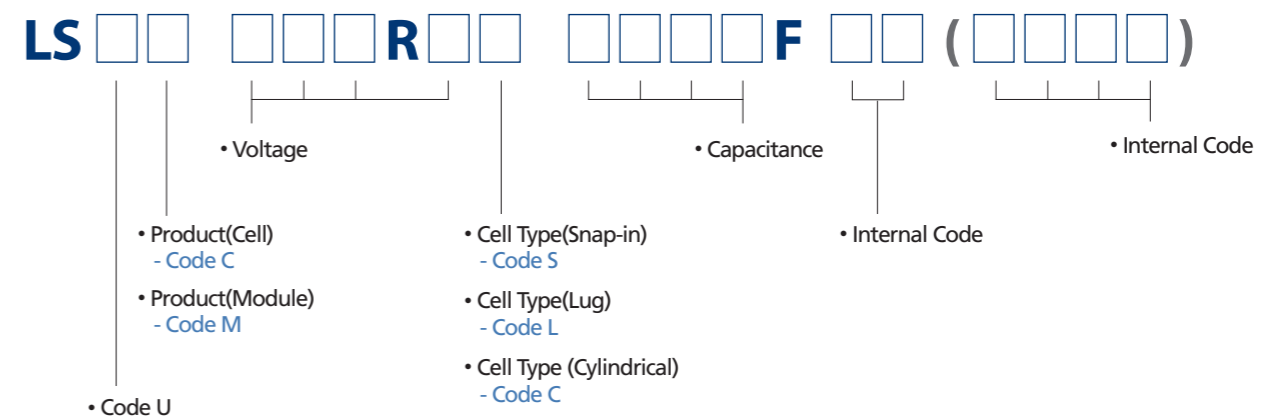 LS □□ □□□R□□ □□□□F □□ (□□□□)
• Voltage
• Capacitance
• Internal Code
• Product(Cell)
- Code C
• Product(Module)
- Code M
• Cell Type(Snap-in)
- Code S
• Cell Type(Lug)
- Code L
• Cell Type (Cylindrical)
- Code C
• Internal Code
• Code U